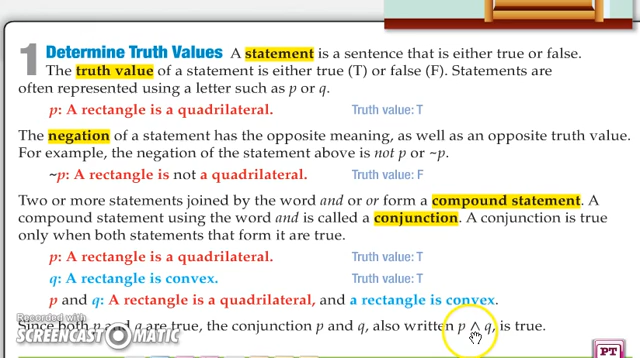 1 Determine Truth Values A statement is a sentence that is either true or false.
The truth value of a statement is either true (T) or false (F). Statements are
often represented using a letter such as p or q.
p: A rectangle is a quadrilateral. Truth value: T
The negation of a statement has the opposite meaning, as well as an opposite truth value.
For example, the negation of the statement above is not p or ~p.
~p: A rectangle is not a quadrilateral. Truth value: F
Two or more statements joined by the word and or or form a compound statement. A
compound statement using the word and is called a conjunction. A conjunction is true
only when both statements that form it are true.
p: A rectangle is a quadrilateral. Truth value: T
q: A rectangle is convex. Truth value: T
p and q: A rectangle is a quadrilateral, and a rectangle is convex.
Recorded with
Since both p and q are true, the conjunction p and q, also written p ∧ q, is true.
SCREENCAST MATIC
PT